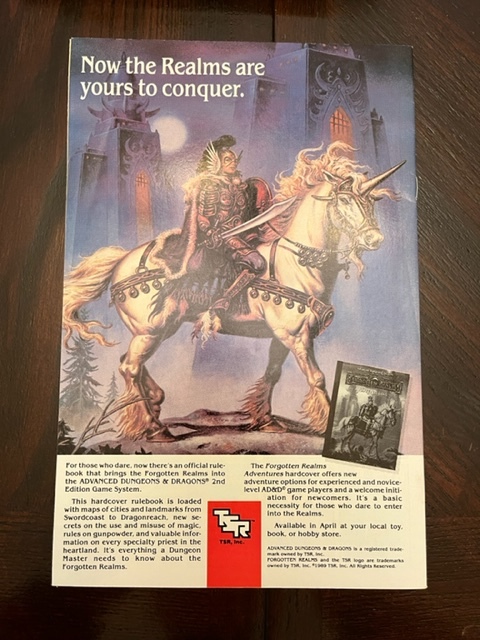 Now the Realms are
yours to conquer.
For those who dare, now there's an official rule-
book that brings the Forgotten Realms into
the ADVANCED DUNGEONS & DRAGONS® 2nd
Edition Game System.
This hardcover rulebook is loaded
with maps of cities and landmarks from
Swordcoast to Dragonreach, new se-
crets on the use and misuse of magic,
rules on gunpowder, and valuable infor-
mation on every specialty priest in the
heartland. It's everything a Dungeon
Master needs to know about the
Forgotten Realms.
TSR
TSR, Inc.
The Forgotten Realms
Adventures hardcover offers new
adventure options for experienced and novice-
level AD&D® game players and a welcome initi-
ation for newcomers. It's a basic
necessity for those who dare to enter
into the Realms.
Available in April at your local toy,
book, or hobby store.
ADVANCED DUNGEONS & DRAGONS is a registered trade-
mark owned by TSR, Inc.
FORGOTTEN REALMS and the TSR logo are trademarks
owned by TSR, Inc. ©1989 TSR, Inc. All Rights Reserved.